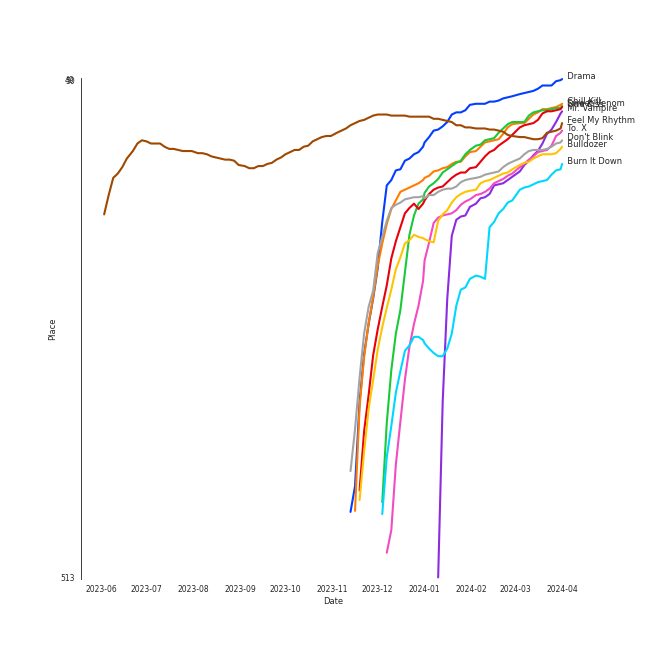 Drama
Chill Kill
Mr. Vampire
Feel My Rhythm
To. X
Don't Blink
Bulldozer
Burn It Down
Place
513
2023-06
2023-07
2023-08
2023-09
2023-10
2023-11
2023-12
2024-01
2024-02
2024-03
2024-04
Date